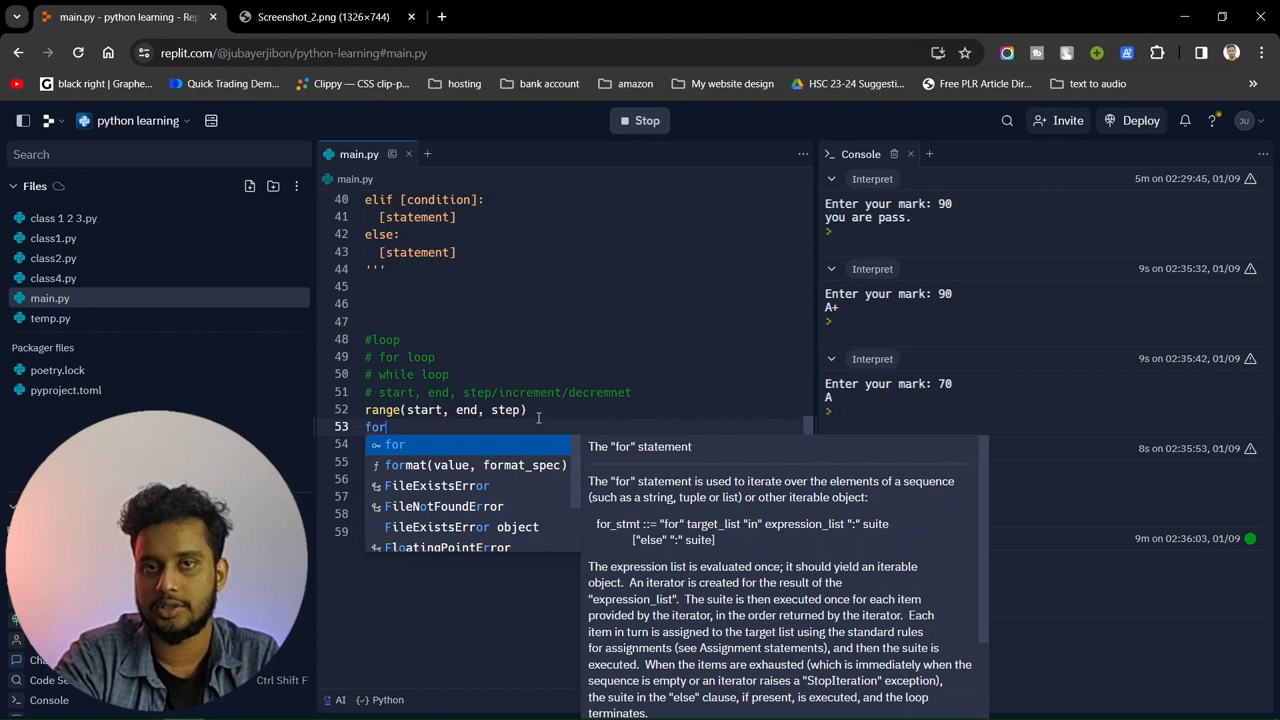 main.py - python learning - Rep
Screenshot_2.png (1326×744)
replit.com/@jubayerjibon/python-learning#main.py
black right | Graphe...
Quick Trading Dem...
Clippy — CSS clip-p...
hosting
bank account
amazon
My website design
HSC 23-24 Suggesti...
Free PLR Article Dir...
text to audio
python learning
Stop
Invite
Deploy
JU
Search
main.py
Console
Files
main.py
Interpret
5m on 02:29:45, 01/09
class 1 2 3.py
class1.py
class2.py
class4.py
main.py
temp.py
Packager files
poetry.lock
pyproject.toml
40 elif [condition]:
41 [statement]
42 else:
43 [statement]
44 '''
45
46
47
48 #loop
49 # for loop
50 # while loop
51 # start, end, step/increment/decremnet
52 range(start, end, step)
53 for
54
55
56
57
58
59
for
format(value, format_spec)
FileExistsError
FileNotFoundError
FileExistsError object
FloatingPointError
The "for" statement
The "for" statement is used to iterate over the elements of a sequence
(such as a string, tuple or list) or other iterable object:
for_stmt ::= "for" target_list "in" expression_list ":" suite
["else" ":" suite]
The expression list is evaluated once; it should yield an iterable
object. An iterator is created for the result of the
"expression_list". The suite is then executed once for each item
provided by the iterator, in the order returned by the iterator. Each
item in turn is assigned to the target list using the standard rules
for assignments (see Assignment statements), and then the suite is
executed. When the items are exhausted (which is immediately when the
sequence is empty or an iterator raises a "StopIteration" exception),
the suite in the "else" clause, if present, is executed, and the loop
terminates.
Enter your mark: 90
you are pass.
Interpret
9s on 02:35:32, 01/09
Enter your mark: 90
A+
Interpret
9s on 02:35:42, 01/09
Enter your mark: 70
A
8s on 02:35:53, 01/09
9m on 02:36:03, 01/09
Cha
Code Se
Ctrl Shift F
Console
AI
Python